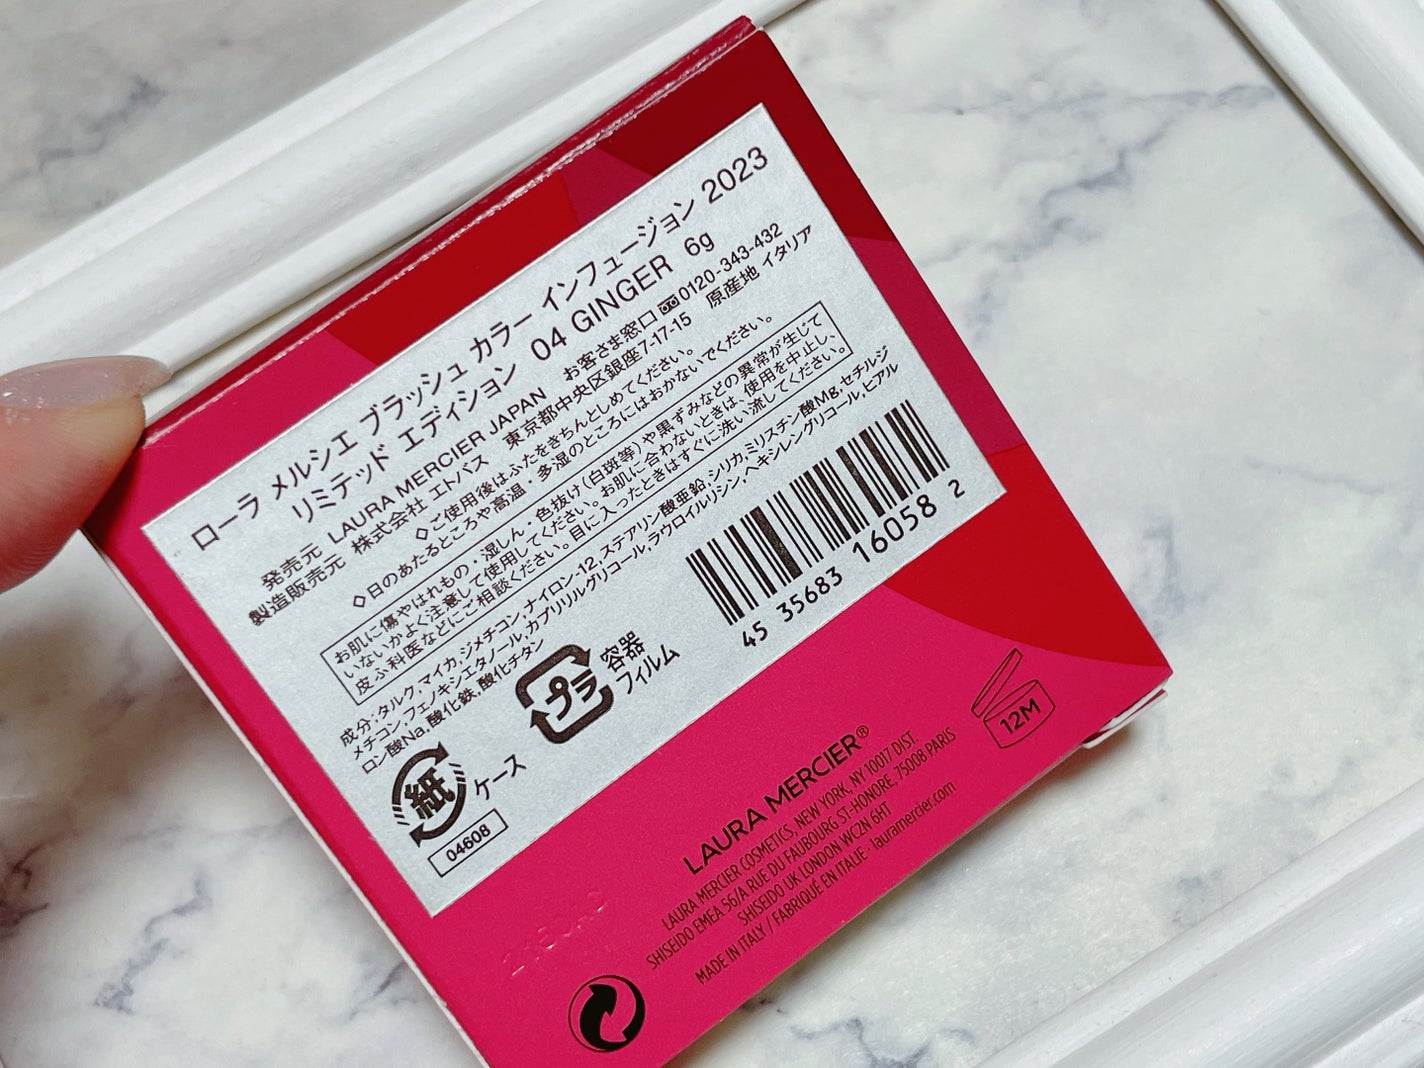 ローラ メルシエ ブラッシュ カラー インフュージョン 2023
リミテッド エディション 04 GINGER 6g
発売元 LAURA MERCIER JAPAN お客さま窓口 0120-343-432
製造販売元 株式会社 エトバス 東京都中央区銀座7-17-15 原産地 イタリア
◇ご使用後はふたをきちんとしめてください。
◇日のあたるところや高温・多湿のところにはおかないでください。
お肌に傷やはれもの・湿しん・色抜け(白斑等)や黒ずみなどの異常が生じて
いないかよく注意して使用してください。お肌に合わないときは、使用を中止し、
皮ふ科医などにご相談ください。目に入ったときはすぐに洗い流してください。
成分:タルク,マイカ,ジメチコン,ナイロン-12,ステアリン酸亜鉛,シリカ,ミリスチン酸Mg,セチルジ
メチコン,フェノキシエタノール,カプリリルグリコール,ラウロイルリシン,ヘキシレングリコール,ヒアル
ロン酸Na,酸化鉄,酸化チタン
紙 ケース
プラ 容器
フィルム
45 35683 16058 2
04608
12M
LAURA MERCIER®
LAURA MERCIER COSMETICS, NEW YORK, NY 10017 DIST.
SHISEIDO EMEA 56/A RUE DU FAUBOURG ST-HONORE, 75008 PARIS
SHISEIDO UK LONDON WC2N 6HT
MADE IN ITALY / FABRIQUÉ EN ITALIE · lauramercier.com